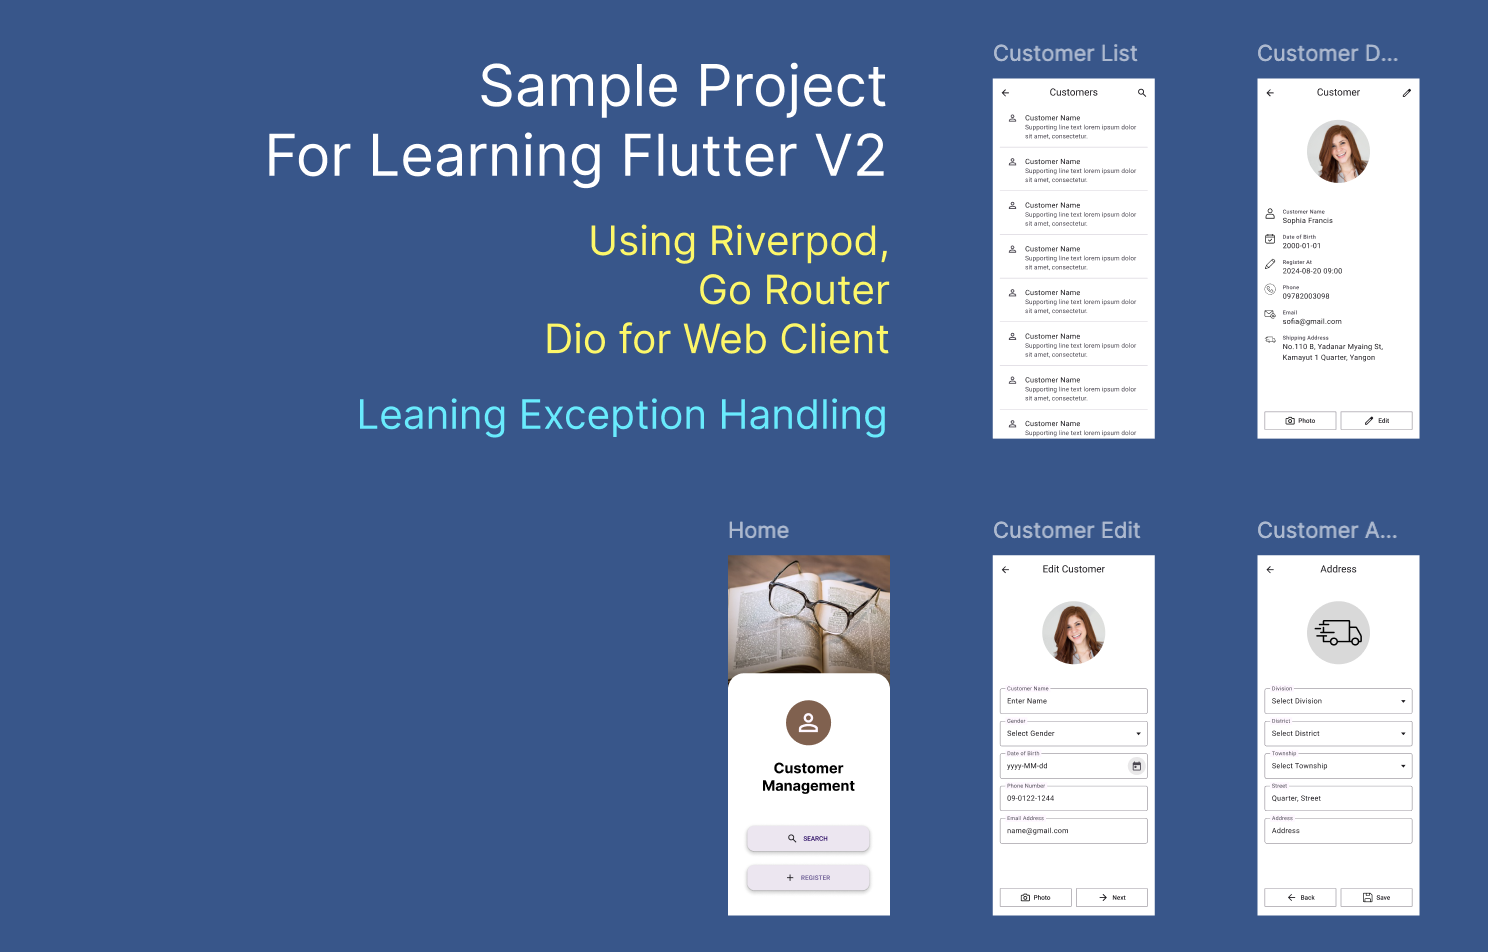 Sample Project
For Learning Flutter V2
Using Riverpod,
Go Router
Dio for Web Client
Leaning Exception Handling
Customer List
Customers
Customer Name
Supporting line text lorem ipsum dolor
sit amet, consectetur.
Customer Name
Supporting line text lorem ipsum dolor
sit amet, consectetur.
Customer Name
Supporting line text lorem ipsum dolor
sit amet, consectetur.
Customer Name
Supporting line text lorem ipsum dolor
sit amet, consectetur.
Customer Name
Supporting line text lorem ipsum dolor
sit amet, consectetur.
Customer Name
Supporting line text lorem ipsum dolor
sit amet, consectetur.
Customer Name
Supporting line text lorem ipsum dolor
sit amet, consectetur.
Customer Name
Supporting line text lorem ipsum dolor
Customer D...
Customer
Customer Name
Sophia Francis
Date of Birth
2000-01-01
Register At
2024-08-20 09:00
Phone
09782003098
Email
sofia@gmail.com
Shipping Address
No.110 B, Yadanar Myaing St,
Kamayut 1 Quarter, Yangon
Photo
Edit
Home
Customer
Management
SEARCH
REGISTER
Customer Edit
Edit Customer
Customer Name
Enter Name
Gender
Select Gender
Date of Birth
yyyy-MM-dd
Phone Number
09-0122-1244
Email Address
name@gmail.com
Photo
Next
Customer A...
Address
Division
Select Division
District
Select District
Township
Select Township
Street
Quarter, Street
Address
Address
Back
Save